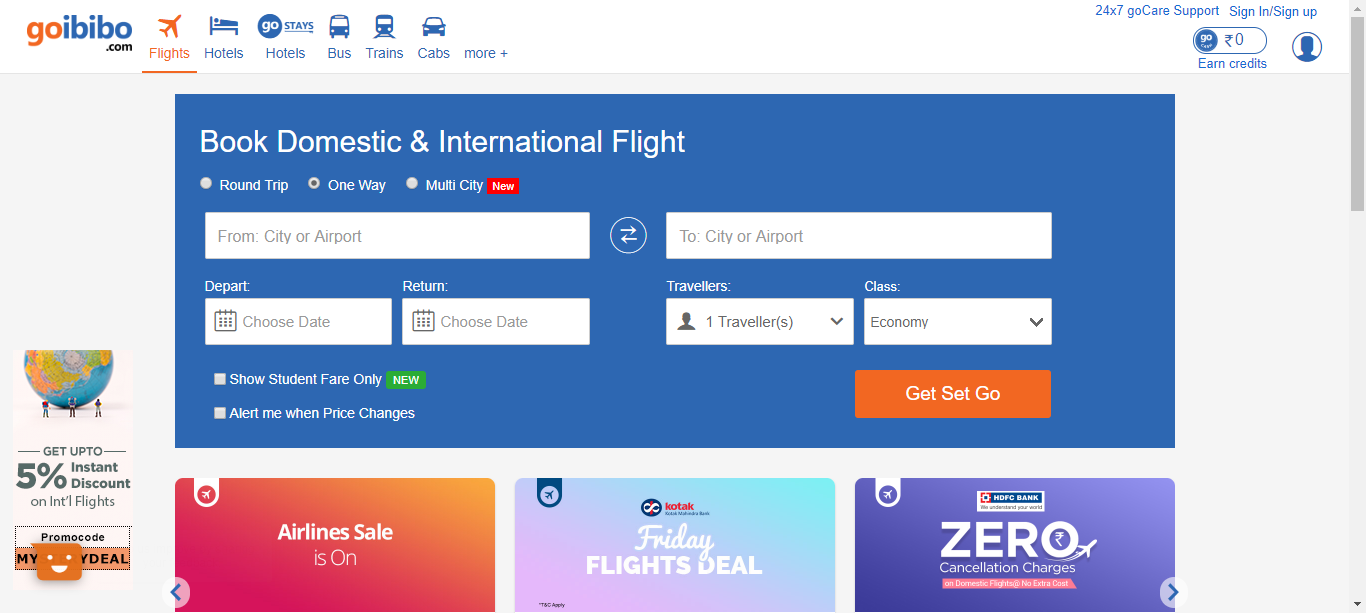 goibibo
.com
Flights
Hotels
go STAYS
Hotels
Bus
Trains
Cabs
more +
24x7 goCare Support Sign In/Sign up
go
CASH
₹0
Earn credits
Book Domestic & International Flight
Round Trip
One Way
Multi City New
From: City or Airport
To: City or Airport
Depart:
Return:
Travellers:
Class:
Choose Date
Choose Date
1 Traveller(s)
Economy
Show Student Fare Only NEW
Alert me when Price Changes
Get Set Go
GET UPTO
5% Instant
Discount
on Int'l Flights
Promocode
Airlines Sale
is On
kotak
Kotak Mahindra Bank
Friday
FLIGHTS DEAL
*T&C Apply
HDFC BANK
We understand your world
ZERO
Cancellation Charges
on Domestic Flights@ No Extra Cost